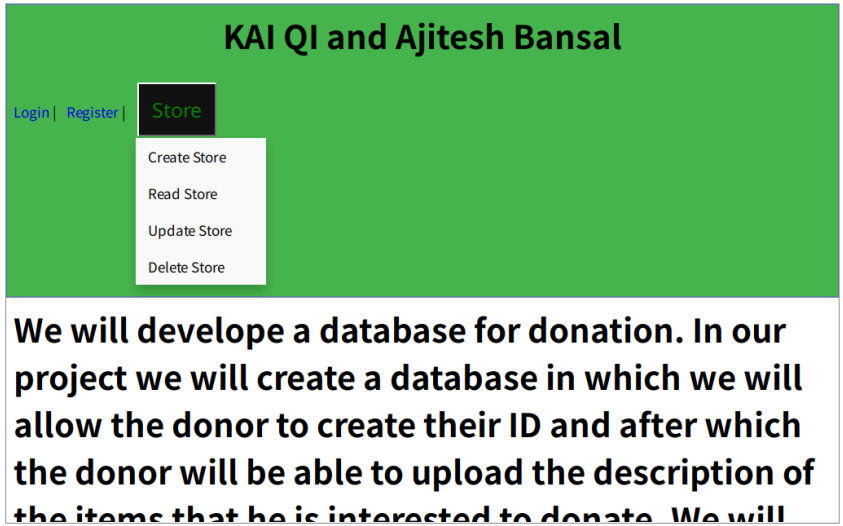 KAI QI and Ajitesh Bansal
Login | Register | Store
Create Store
Read Store
Update Store
Delete Store
We will develope a database for donation. In our
project we will create a database in which we will
allow the donor to create their ID and after which
the donor will be able to upload the description of
the items that he is interested to donate. We will